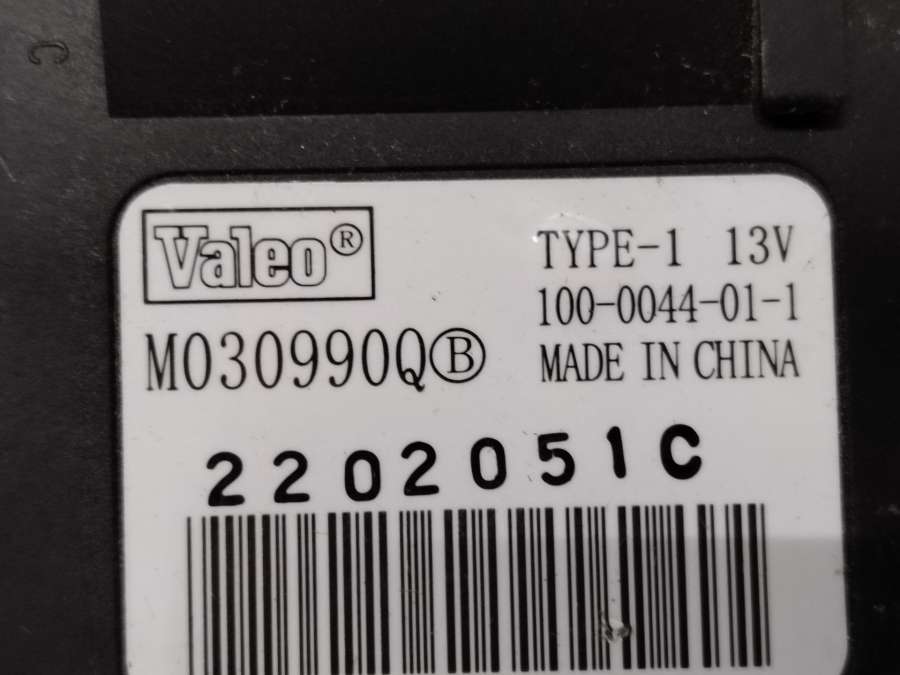 C
Valeo®
M030990QⒷ
TYPE-1 13V
100-0044-01-1
MADE IN CHINA
2202051C